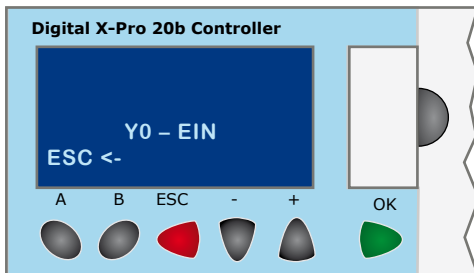 Digital X-Pro 20b Controller
Y0 – EIN
ESC <-
A B ESC - + OK